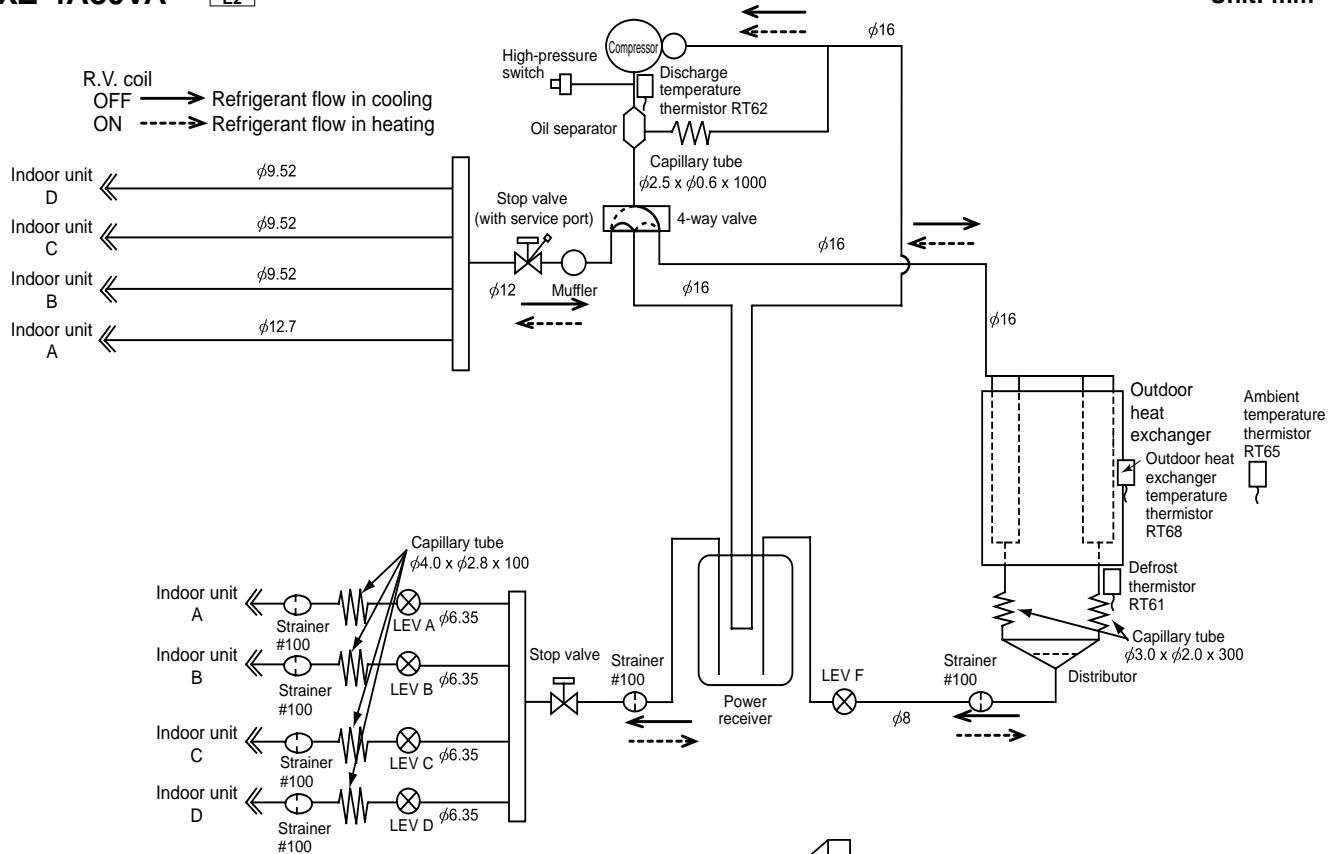 E2
Unit: mm
R.V. coil
OFF
Refrigerant flow in cooling
ON
Refrigerant flow in heating
Compressor
High-pressure
switch
Discharge
temperature
thermistor RT62
Oil separator
Capillary tube
ϕ2.5 x ϕ0.6 x 1000
ϕ16
Indoor unit
D
ϕ9.52
Indoor unit
C
ϕ9.52
Indoor unit
B
ϕ9.52
Indoor unit
A
ϕ12.7
Stop valve
(with service port)
4-way valve
ϕ12
Muffler
ϕ16
ϕ16
ϕ16
Outdoor
heat
exchanger
Ambient
temperature
thermistor
RT65
Outdoor heat
exchanger
temperature
thermistor
RT68
Defrost
thermistor
RT61
Capillary tube
ϕ3.0 x ϕ2.0 x 300
Distributor
Capillary tube
ϕ4.0 x ϕ2.8 x 100
Indoor unit
A
Strainer
#100
LEV A
ϕ6.35
Indoor unit
B
Strainer
#100
LEV B
ϕ6.35
Indoor unit
C
Strainer
#100
LEV C
ϕ6.35
Indoor unit
D
Strainer
#100
LEV D
ϕ6.35
Stop valve
Strainer
#100
Power
receiver
LEV F
ϕ8
Strainer
#100